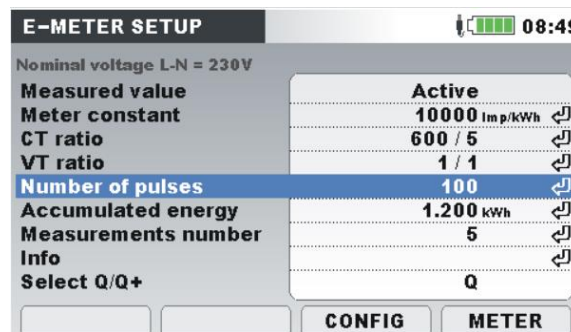 E-METER SETUP 08:49
Nominal voltage L-N = 230V
Measured value Active
Meter constant 10000 Imp/kWh
CT ratio 600 / 5
VT ratio 1 / 1
Number of pulses 100
Accumulated energy 1.200 kWh
Measurements number 5
Info
Select Q/Q+ Q
CONFIG METER